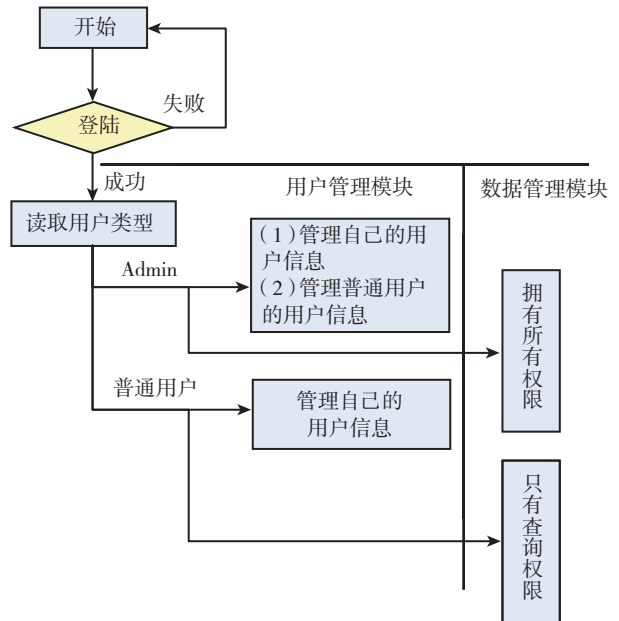 开始
失败
登陆
成功
用户管理模块
数据管理模块
读取用户类型
(1)管理自己的用
户信息
(2)管理普通用户
的用户信息
Admin
拥有所有权限
普通用户
管理自己的
用户信息
只有查询权限